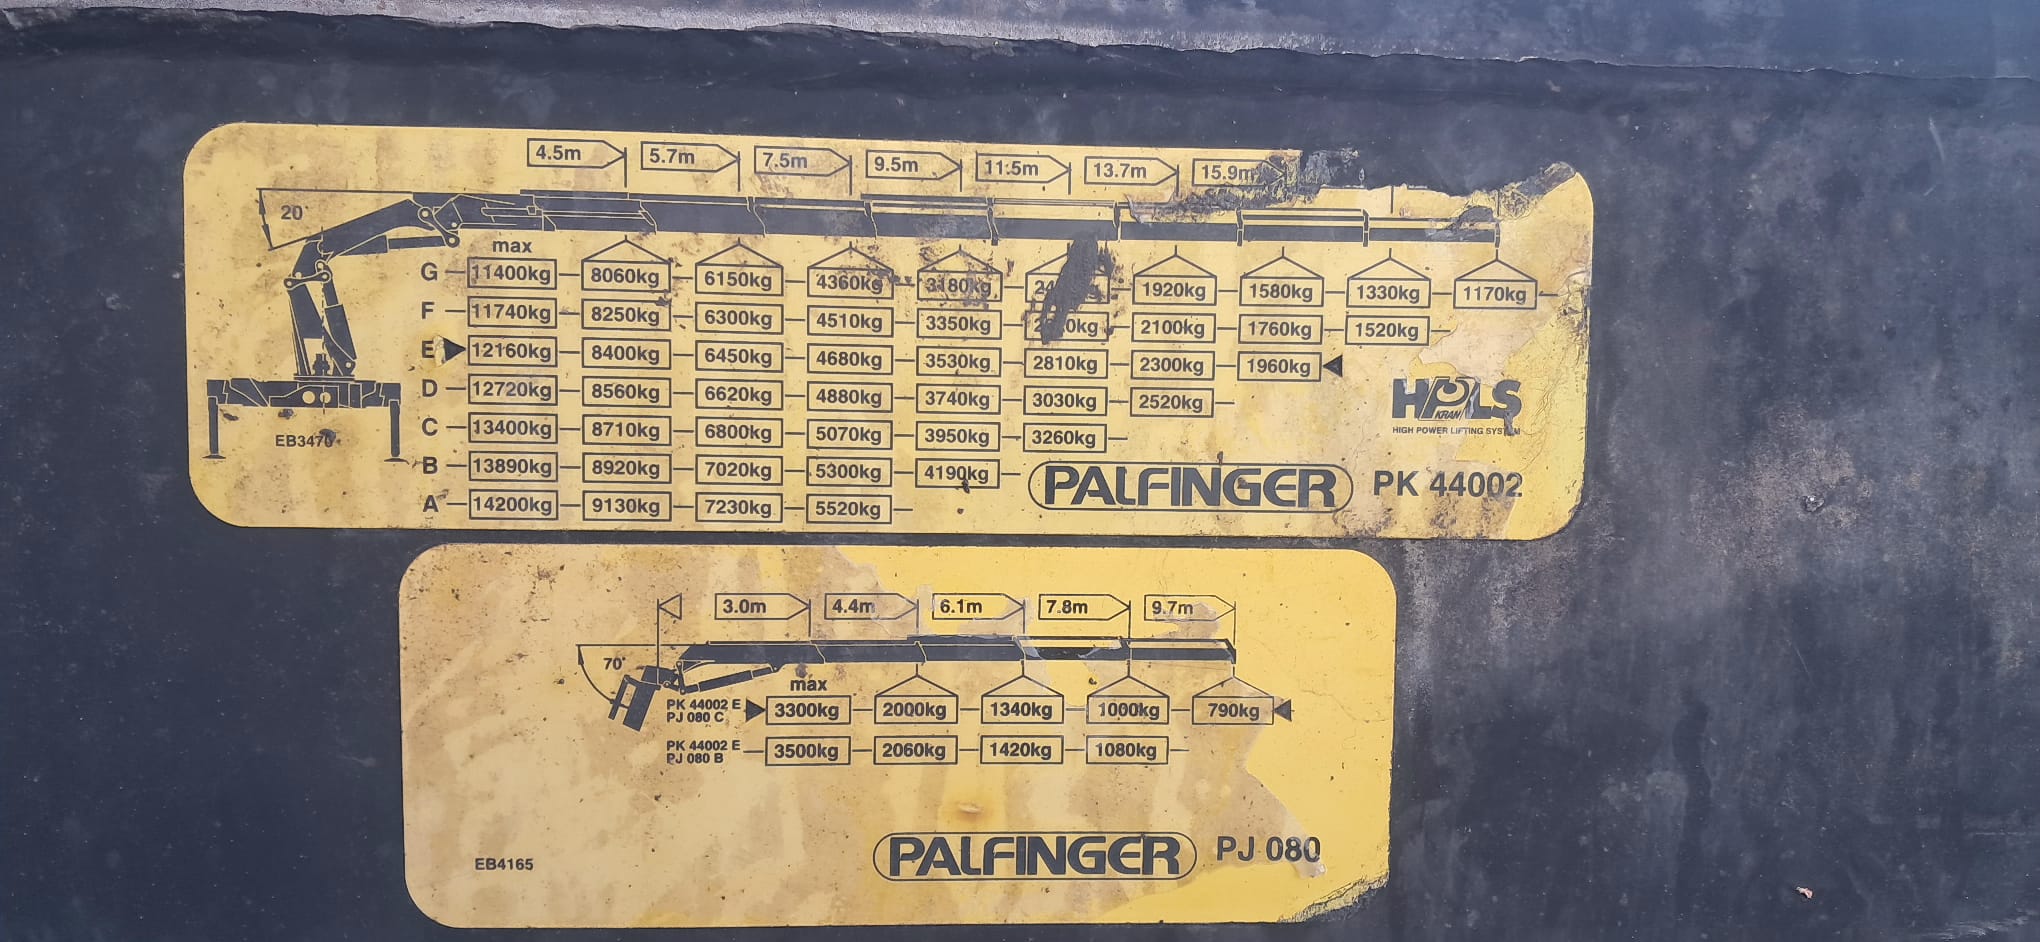 4.5m 5.7m 7.5m 9.5m 11.5m 13.7m 15.9m
20°
max
G 11400kg 8060kg 6150kg 4360kg 3180kg 1920kg 1580kg 1330kg 1170kg
F 11740kg 8250kg 6300kg 4510kg 3350kg 2100kg 1760kg 1520kg
E 12160kg 8400kg 6450kg 4680kg 3530kg 2810kg 2300kg 1960kg
D 12720kg 8560kg 6620kg 4880kg 3740kg 3030kg 2520kg
C 13400kg 8710kg 6800kg 5070kg 3950kg 3260kg
B 13890kg 8920kg 7020kg 5300kg 4190kg
A 14200kg 9130kg 7230kg 5520kg
EB3470
HPLS
KRAN
HIGH POWER LIFTING SYSTEM
PALFINGER PK 44002
3.0m 4.4m 6.1m 7.8m 9.7m
70°
max
PK 44002 E
PJ 080 C
3300kg 2000kg 1340kg 1000kg 790kg
PK 44002 E
PJ 080 B
3500kg 2060kg 1420kg 1080kg
PALFINGER PJ 080
EB4165